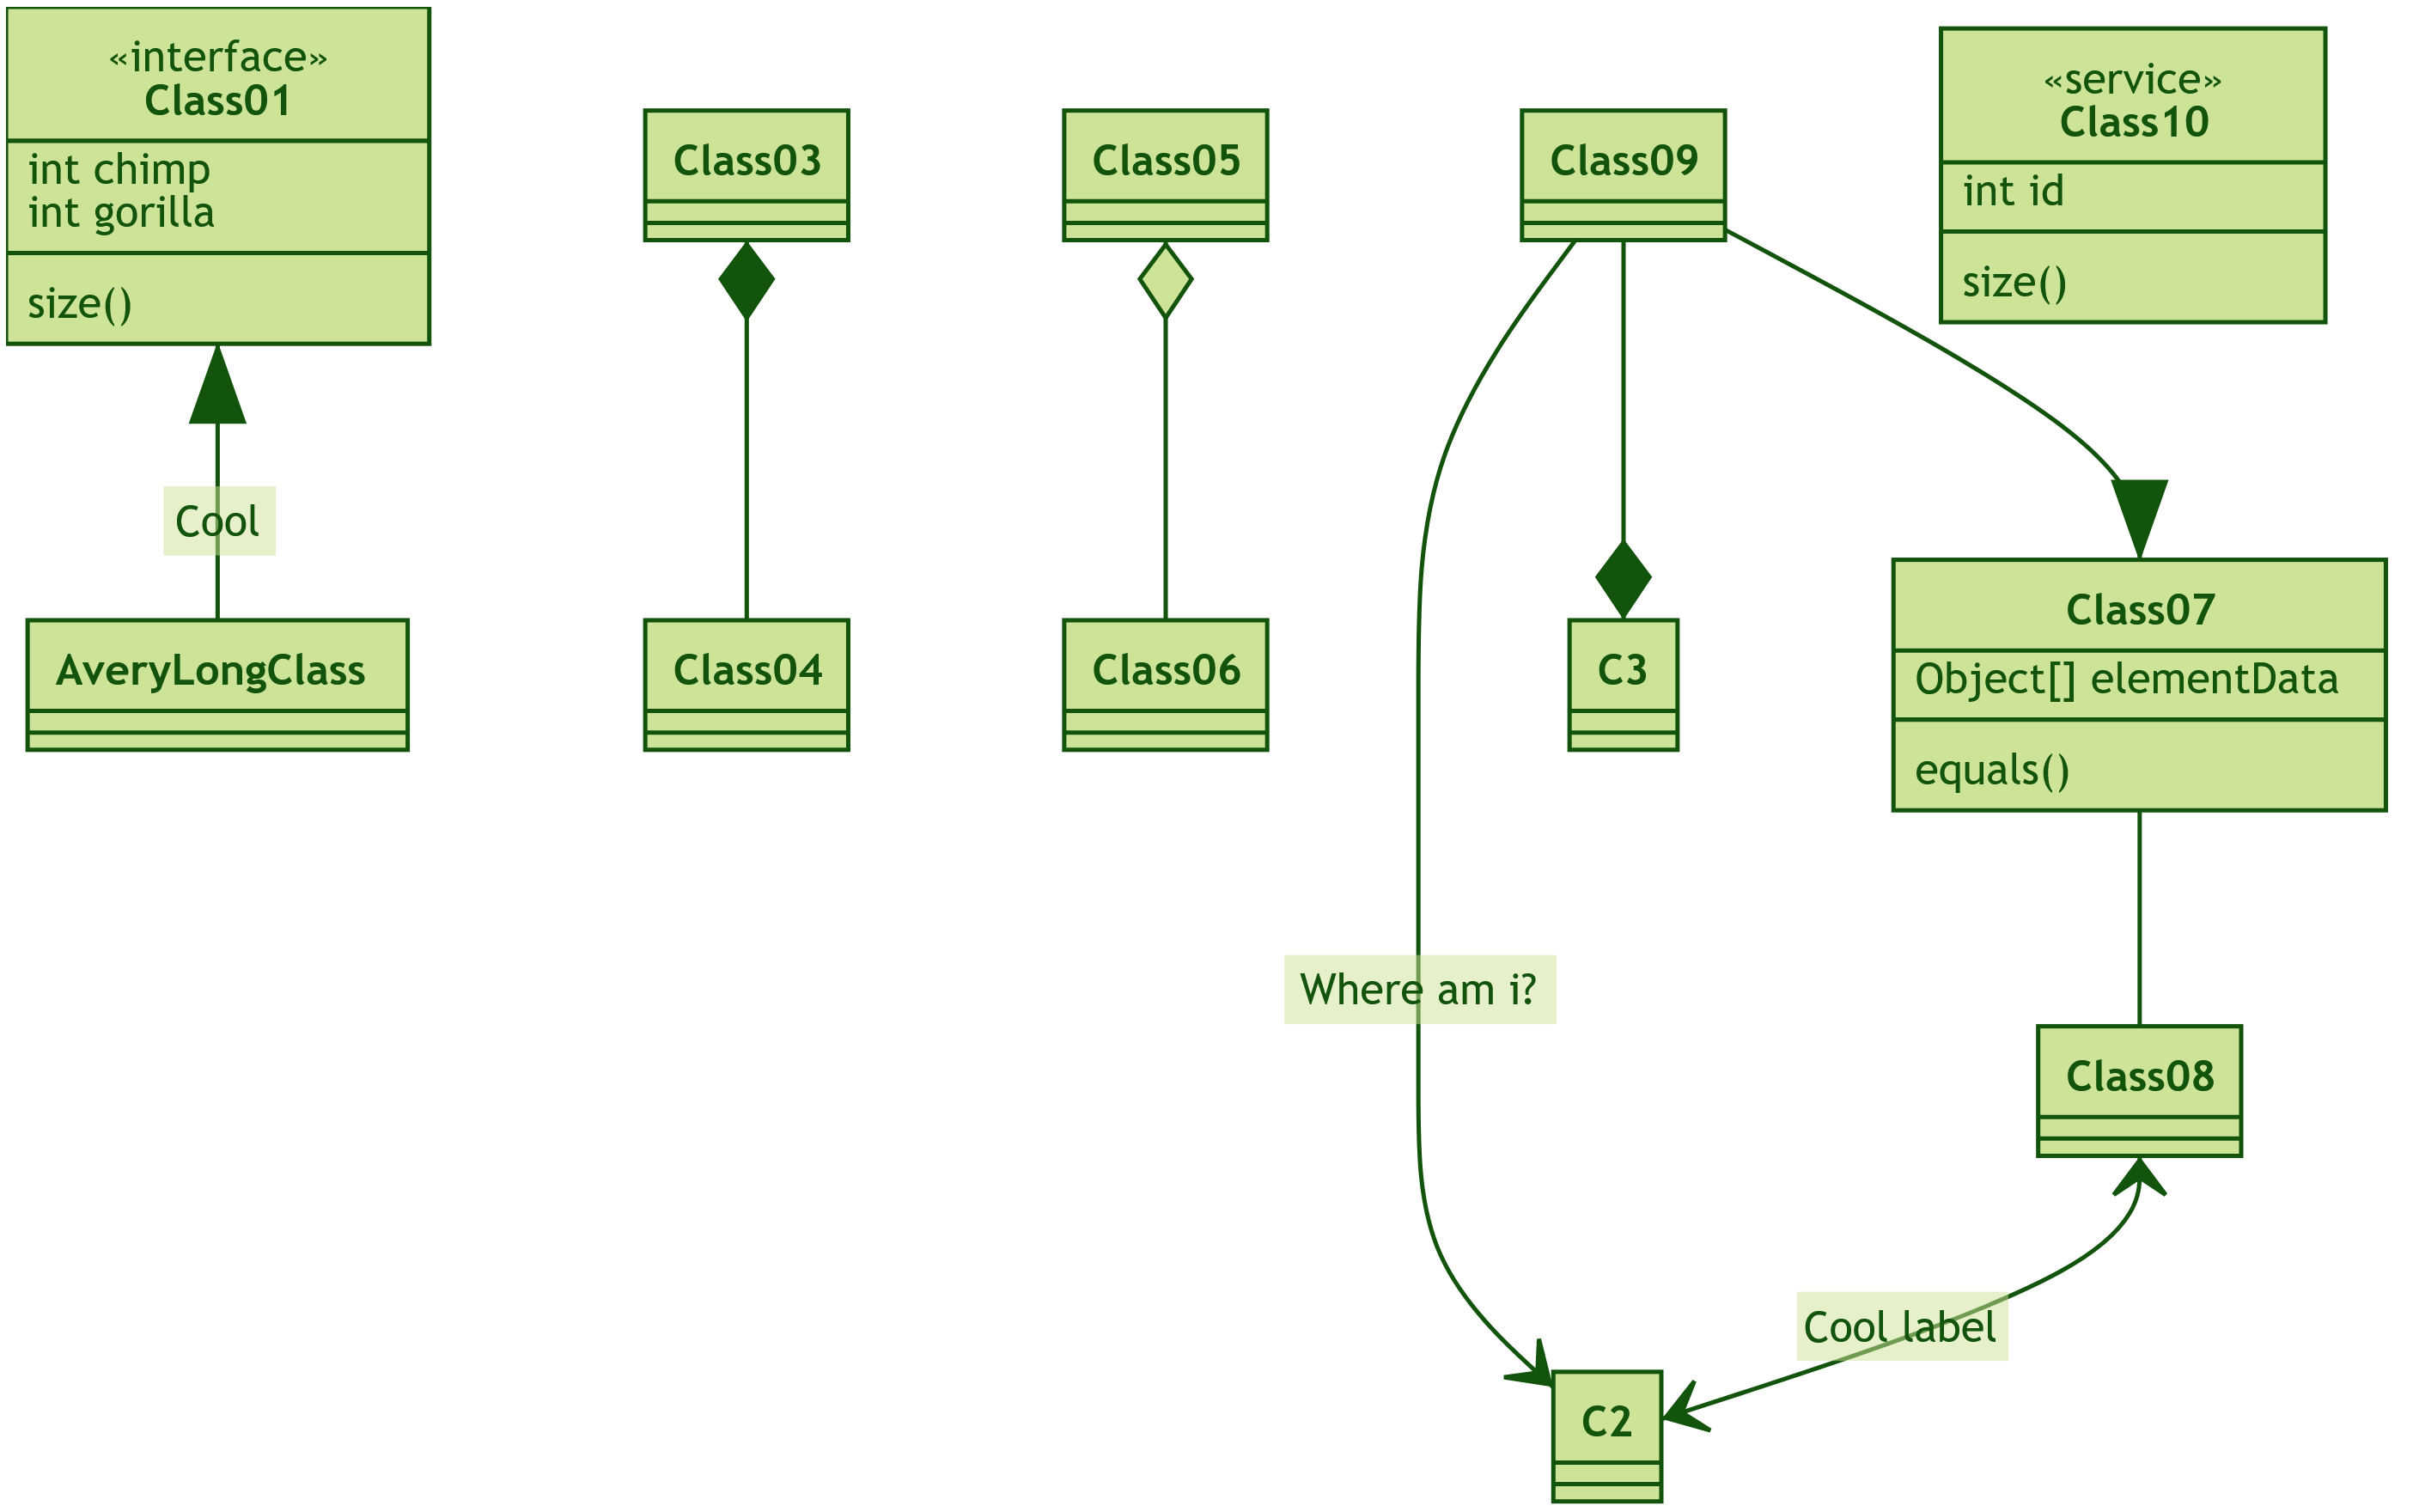 «interface»
Class01
int chimp
int gorilla
size()
Class03
Class05
Class09
«service»
Class10
int id
size()
Cool
AveryLongClass
Class04
Class06
C3
Class07
Object[] elementData
equals()
Where am i?
Class08
Cool label
C2